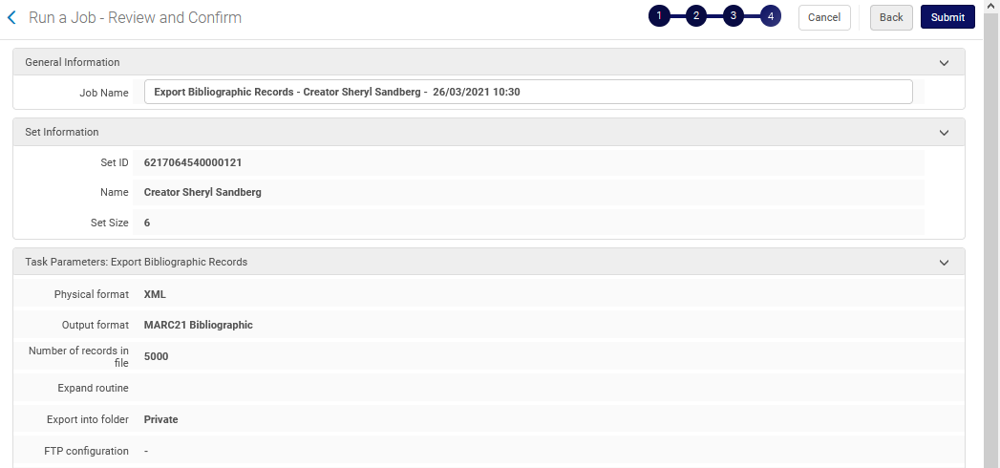 Run a Job - Review and Confirm
1 2 3 4
Cancel Back Submit
General Information
Job Name Export Bibliographic Records - Creator Sheryl Sandberg - 26/03/2021 10:30
Set Information
Set ID 6217064540000121
Name Creator Sheryl Sandberg
Set Size 6
Task Parameters: Export Bibliographic Records
Physical format XML
Output format MARC21 Bibliographic
Number of records in
file 5000
Expand routine
Export into folder Private
FTP configuration -